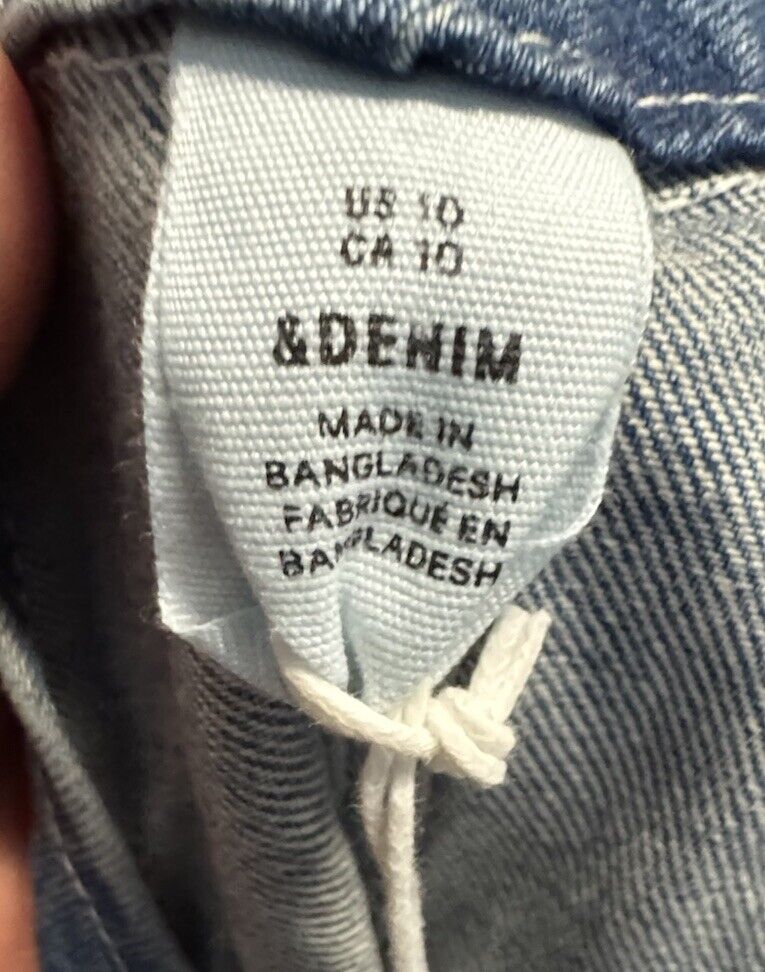 US 10
CA 10
&DENIM
MADE IN
BANGLADESH
FABRIQUÉ EN
BANGLADESH